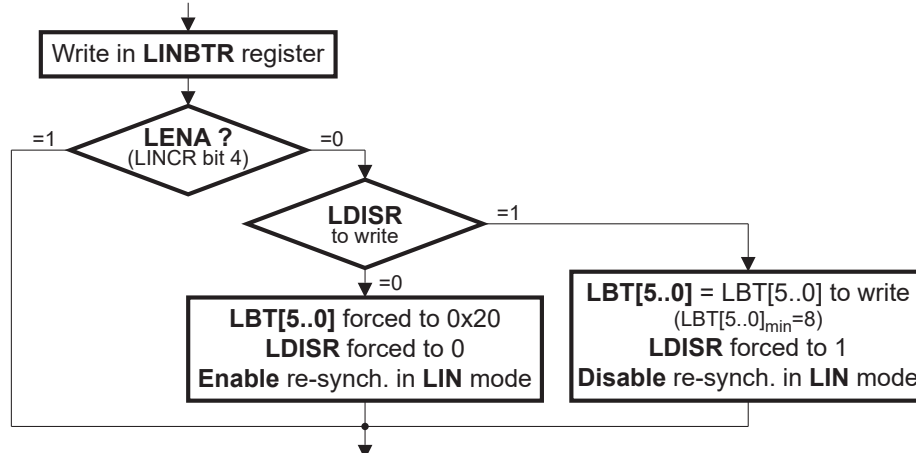 Write in LINBTR register
=1
LENA ?
=0
(LINCR bit 4)
LDISR
to write
=1
=0
LBT[5..0] forced to 0x20
LDISR forced to 0
Enable re-synch. in LIN mode
LBT[5..0] = LBT[5..0] to write
(LBT[5..0]min=8)
LDISR forced to 1
Disable re-synch. in LIN mode